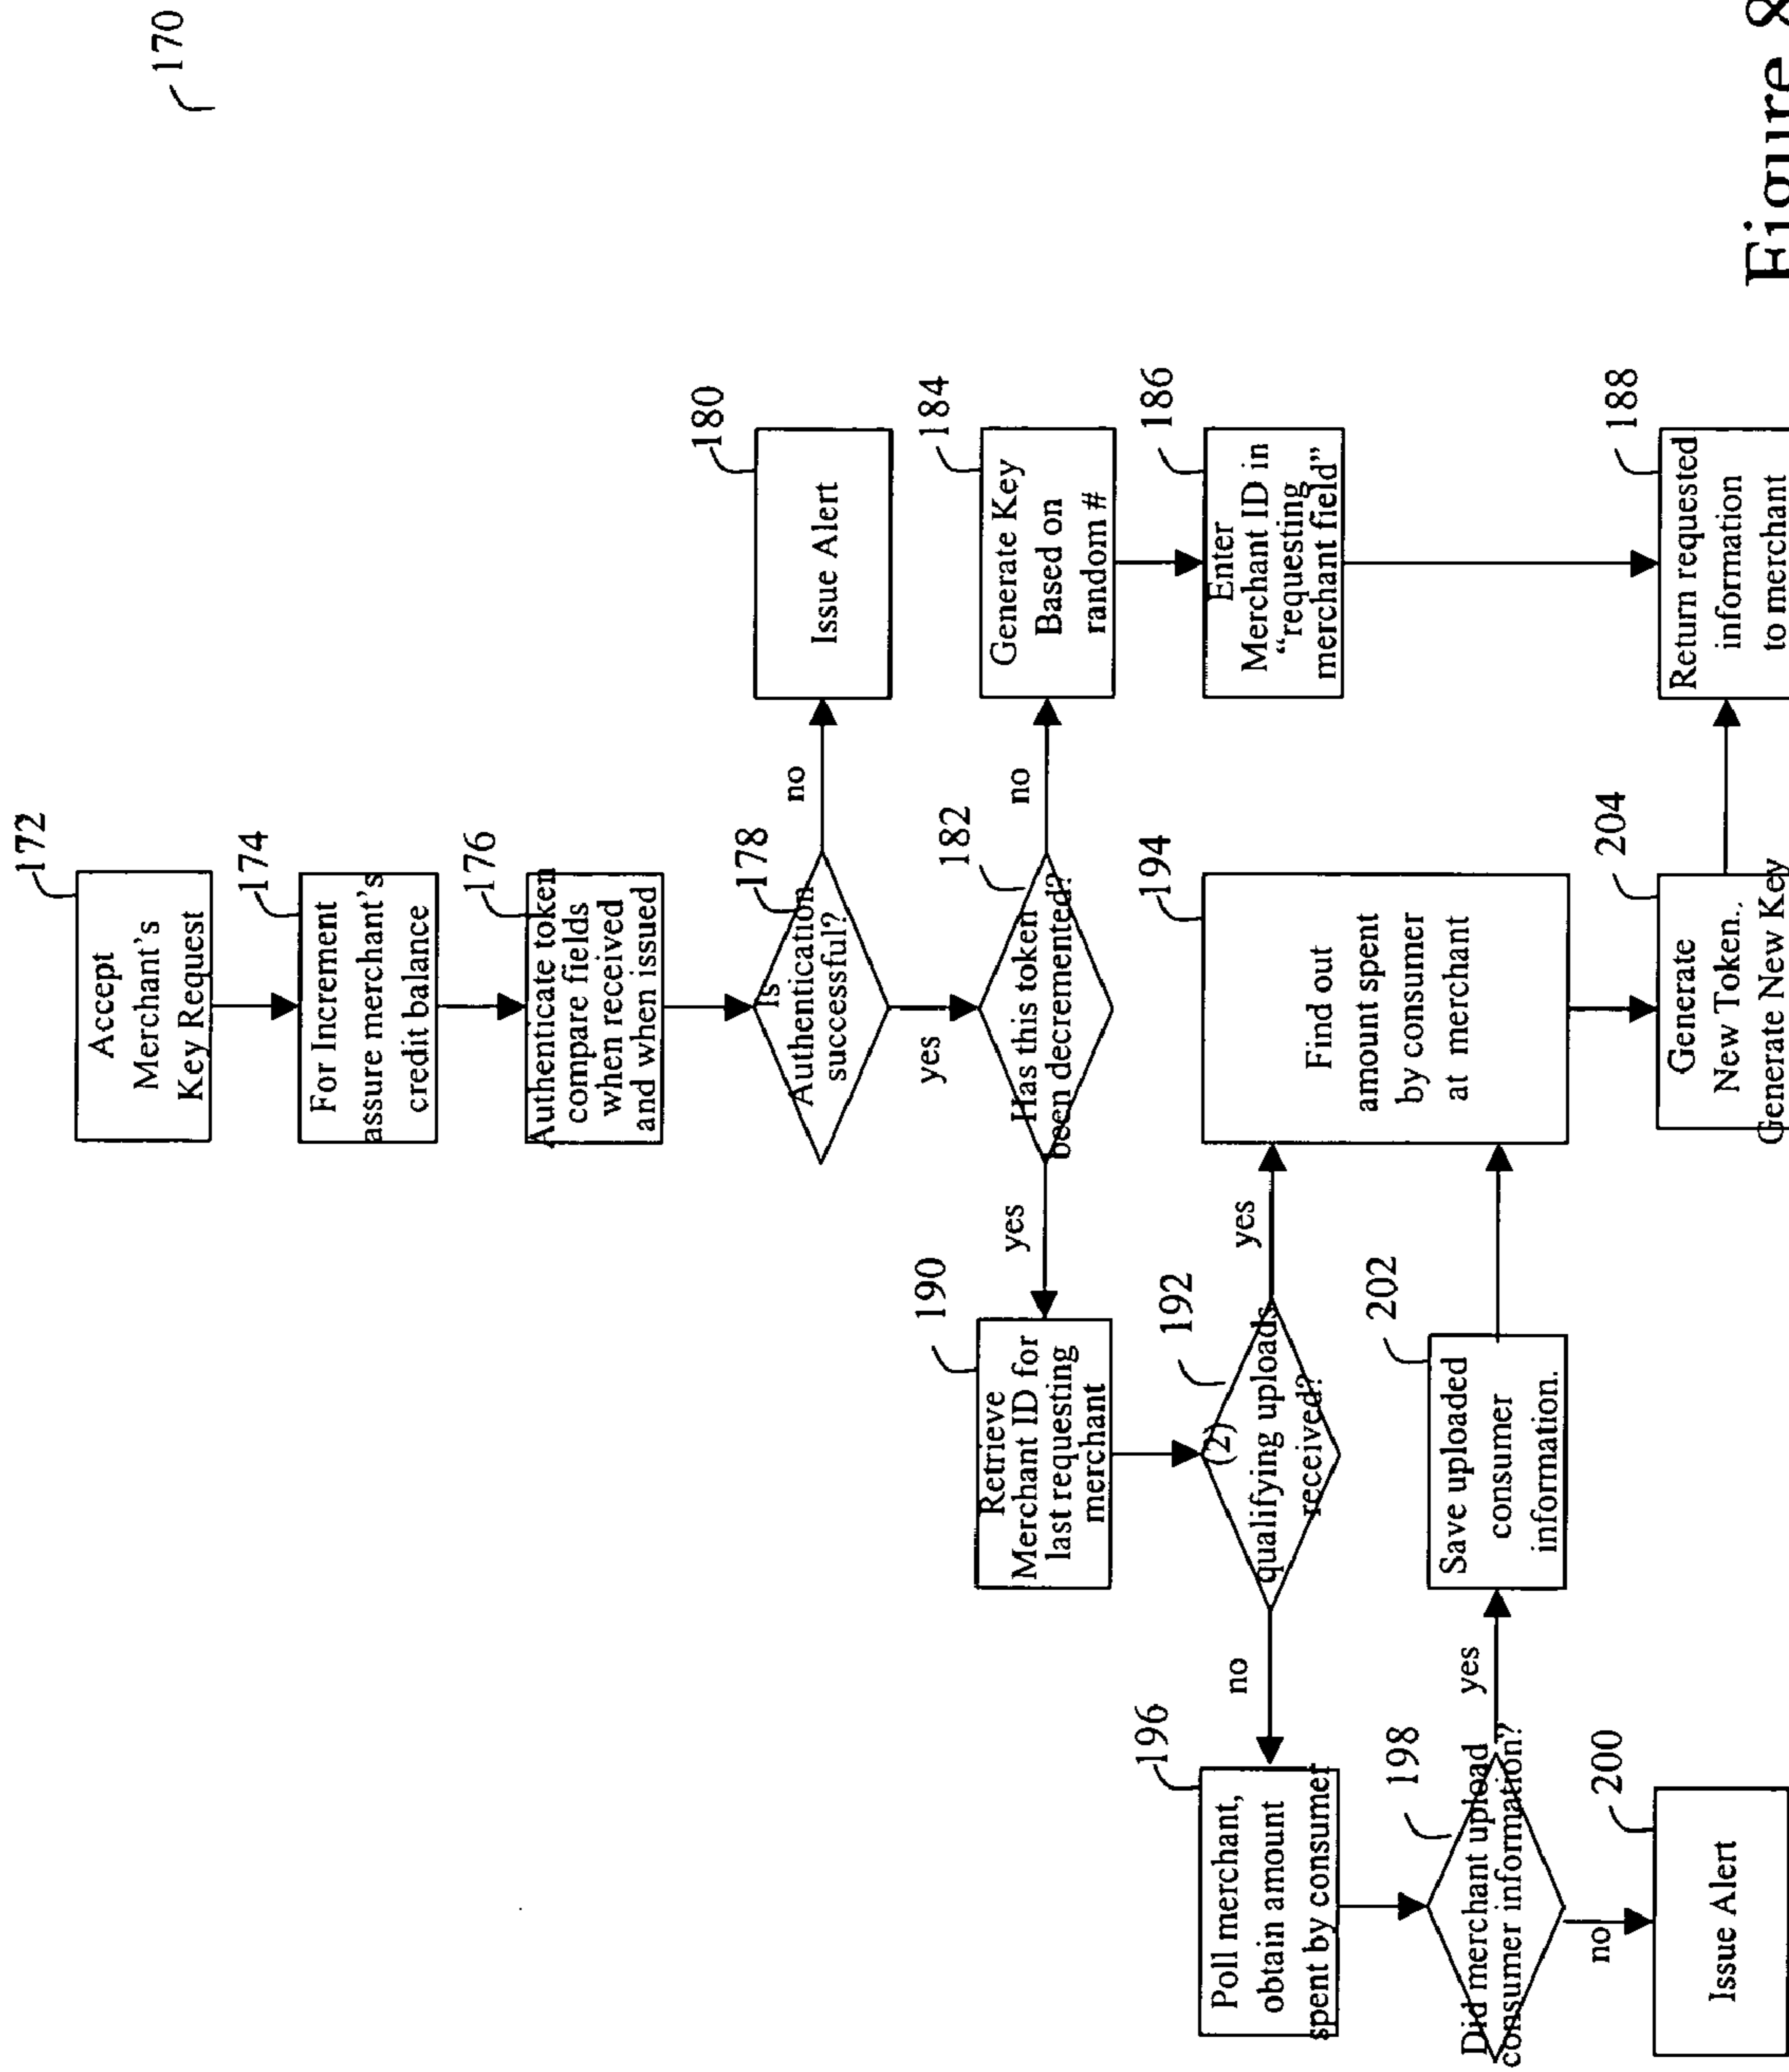 170
172
Accept
Merchant's
Key Request
174
For Increment
assure merchant's
credit balance
176
Authenticate token
compare fields
when received
and when issued
178
Is
Authentication
successful?
no
180
Issue Alert
yes
182
Has this token
been decremented?
no
184
Generate Key
Based on
random #
186
Enter
Merchant ID in
“requesting
merchant field”
188
Return requested
information
to merchant
yes
190
Retrieve
Merchant ID for
last requesting
merchant
192
(2)
qualifying uploads
received?
yes
194
Find out
amount spent
by consumer
at merchant
no
196
Poll merchant,
obtain amount
spent by consumer
198
Did merchant upload
consumer information?
yes
202
Save uploaded
consumer
information.
no
200
Issue Alert
204
Generate
New Token.,
Generate New Key
Figure 8